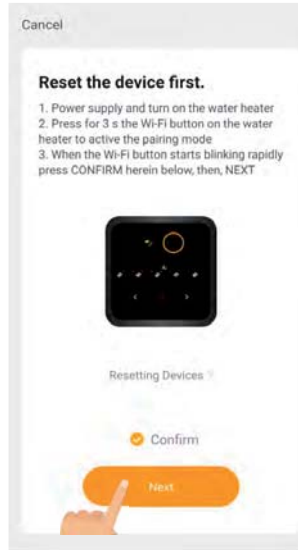 Cancel
Reset the device first.
1. Power supply and turn on the water heater
2. Press for 3 s the Wi-Fi button on the water
heater to active the pairing mode
3. When the Wi-Fi button starts blinking rapidly
press CONFIRM herein below, then, NEXT
Resetting Devices
Confirm
Next